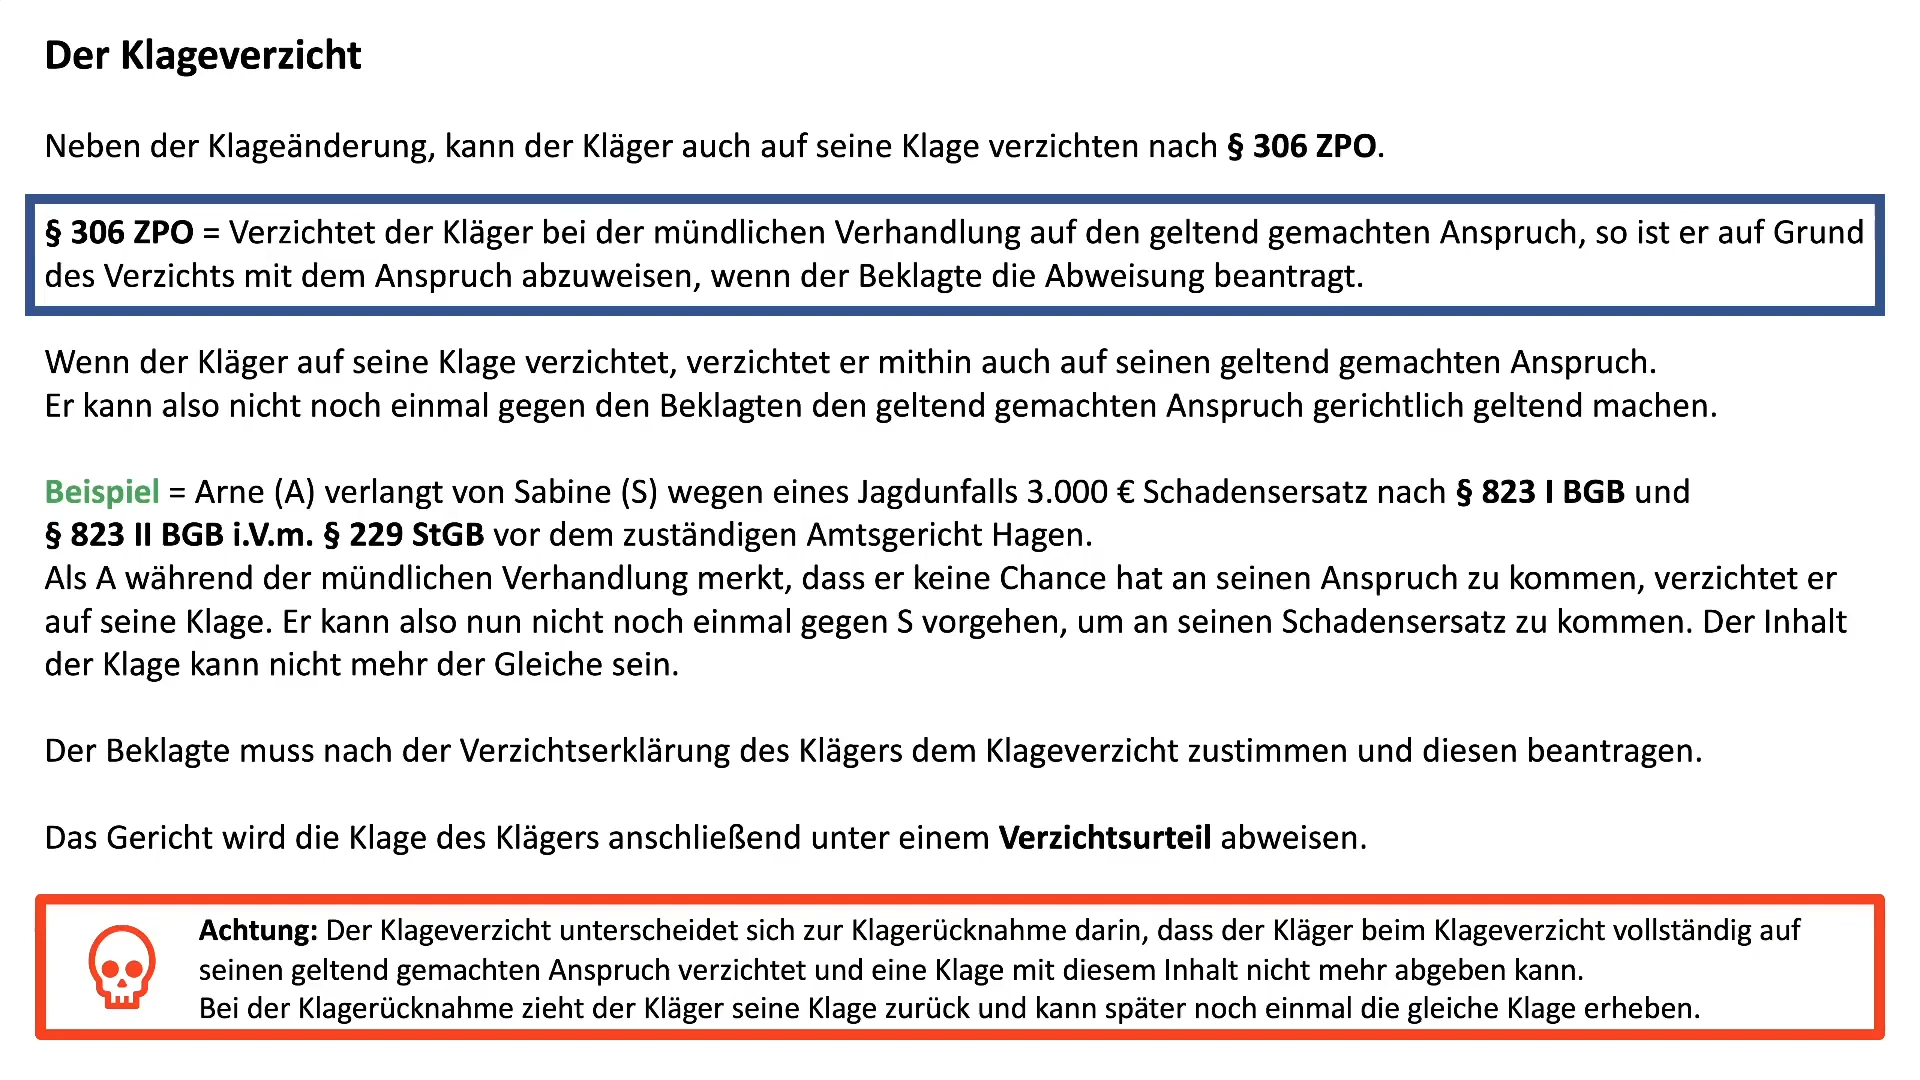 Der Klageverzicht
Neben der Klageänderung, kann der Kläger auch auf seine Klage verzichten nach § 306 ZPO.
§ 306 ZPO = Verzichtet der Kläger bei der mündlichen Verhandlung auf den geltend gemachten Anspruch, so ist er auf Grund
des Verzichts mit dem Anspruch abzuweisen, wenn der Beklagte die Abweisung beantragt.
Wenn der Kläger auf seine Klage verzichtet, verzichtet er mithin auch auf seinen geltend gemachten Anspruch.
Er kann also nicht noch einmal gegen den Beklagten den geltend gemachten Anspruch gerichtlich geltend machen.
Beispiel = Arne (A) verlangt von Sabine (S) wegen eines Jagdunfalls 3.000 € Schadensersatz nach § 823 I BGB und
§ 823 II BGB i.V.m. § 229 StGB vor dem zuständigen Amtsgericht Hagen.
Als A während der mündlichen Verhandlung merkt, dass er keine Chance hat an seinen Anspruch zu kommen, verzichtet er
auf seine Klage. Er kann also nun nicht noch einmal gegen S vorgehen, um an seinen Schadensersatz zu kommen. Der Inhalt
der Klage kann nicht mehr der Gleiche sein.
Der Beklagte muss nach der Verzichtserklärung des Klägers dem Klageverzicht zustimmen und diesen beantragen.
Das Gericht wird die Klage des Klägers anschließend unter einem Verzichtsurteil abweisen.
Achtung: Der Klageverzicht unterscheidet sich zur Klagerücknahme darin, dass der Kläger beim Klageverzicht vollständig auf
seinen geltend gemachten Anspruch verzichtet und eine Klage mit diesem Inhalt nicht mehr abgeben kann.
Bei der Klagerücknahme zieht der Kläger seine Klage zurück und kann später noch einmal die gleiche Klage erheben.